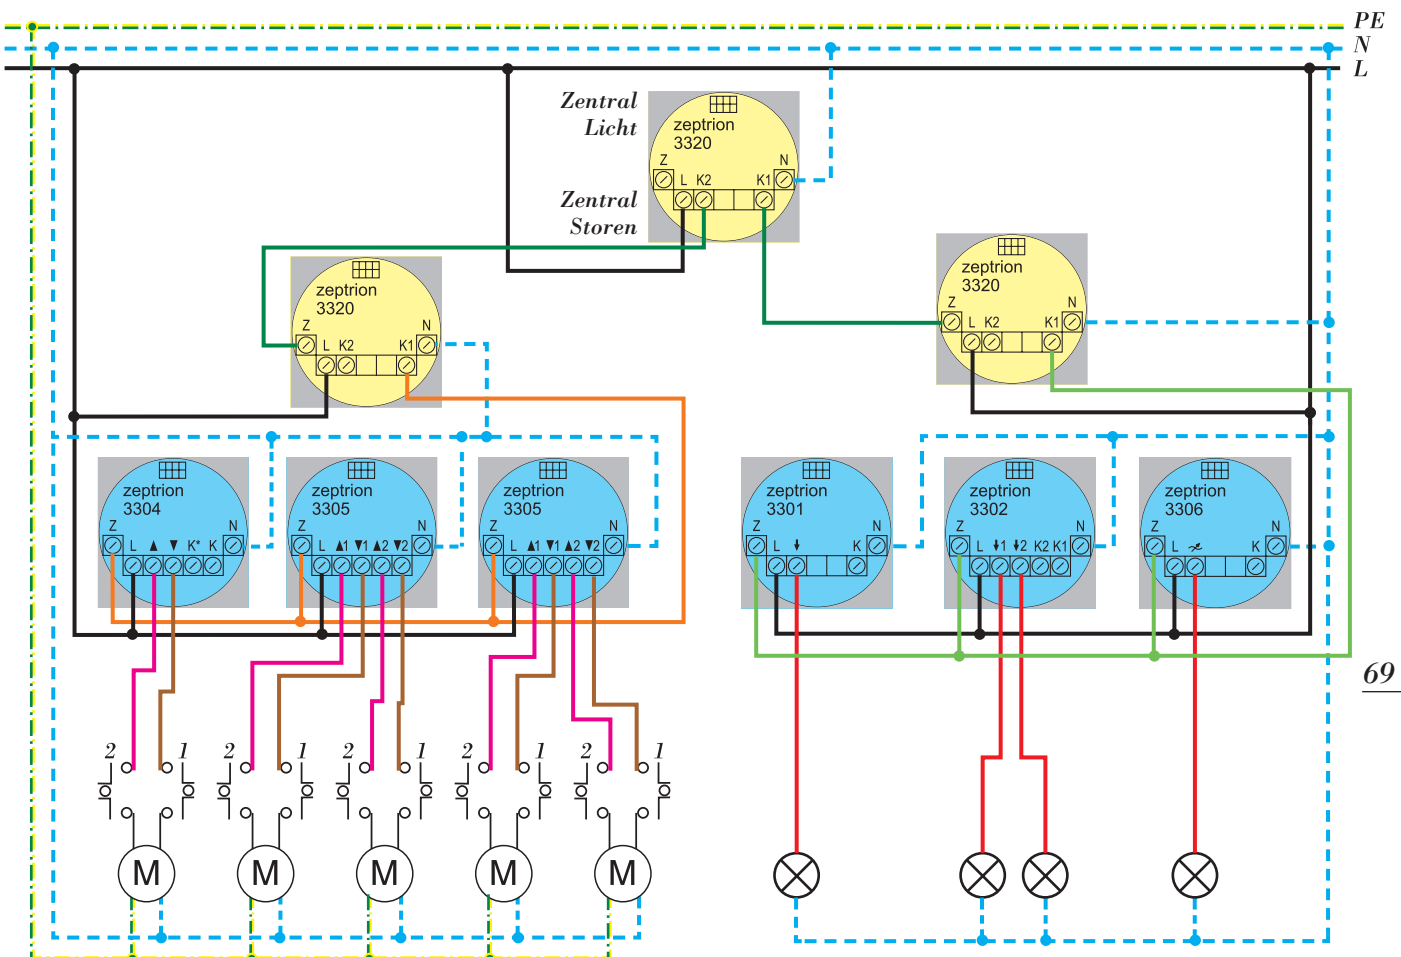 PE
N
L
Zentral
Licht
zeptrion
3320
Z N
L K2 K1
Zentral
Storen
zeptrion
3320
Z N
L K2 K1
zeptrion
3320
Z N
L K2 K1
zeptrion
3304
Z N
L ▲ ▼ K* K
zeptrion
3305
Z N
L ▲1 ▼1 ▲2 ▼2
zeptrion
3305
Z N
L ▲1 ▼1 ▲2 ▼2
zeptrion
3301
Z N
L ↓ K
zeptrion
3302
Z N
L ↓1 ↓2 K2 K1
zeptrion
3306
Z N
L K
69
2 1 2 1 2 1 2 1 2 1
M M M M M